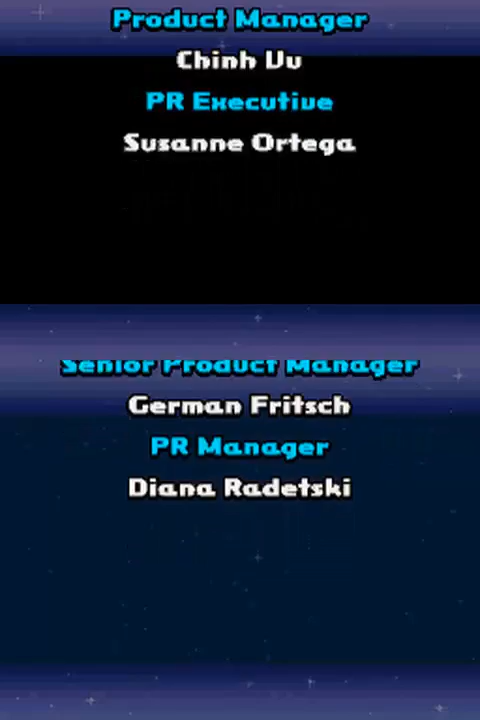 Product Manager
Chinh Vu
PR Executive
Susanne Ortega
Senior Product Manager
German Fritsch
PR Manager
Diana Radetski